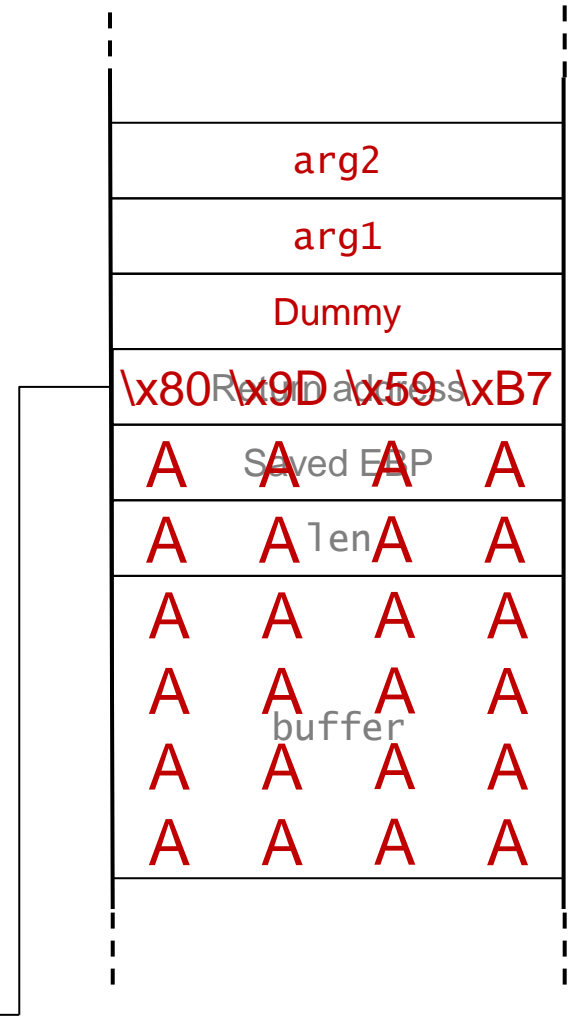 arg2
arg1
Dummy
\x80 \x9D \x59 \xB7
Return address
A A A A
Saved EBP
A A A A
len
A A A A
A A A A
buffer
A A A A
A A A A